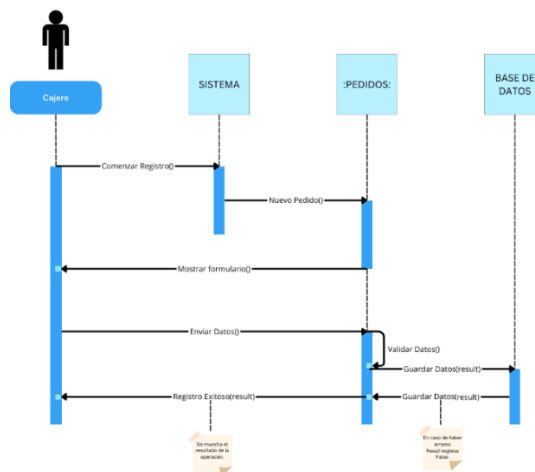 Cajero
SISTEMA
:PEDIDOS:
BASE DE
DATOS
Comenzar Registro()
Nuevo Pedido()
Mostrar formulario()
Enviar Datos()
Validar Datos()
Guardar Datos(result)
Registro Exitoso(result)
Guardar Datos(result)
Se muestra el
resultado de la
operación.
En caso de haber
errores
Result regresa
False.